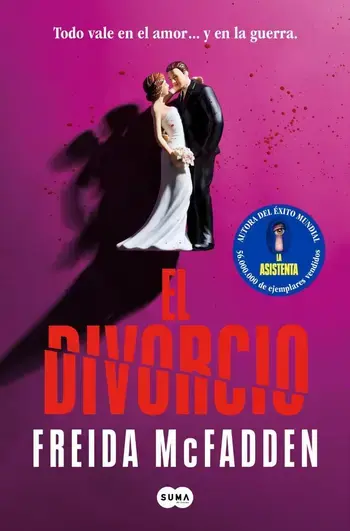 Todo vale en el amor... y en la guerra.
AUTORA DEL ÉXITO MUNDIAL
LA
ASISTENTA
56.000.000 de ejemplares vendidos
EL
DIVORCIO
FREIDA McFADDEN
SUMA